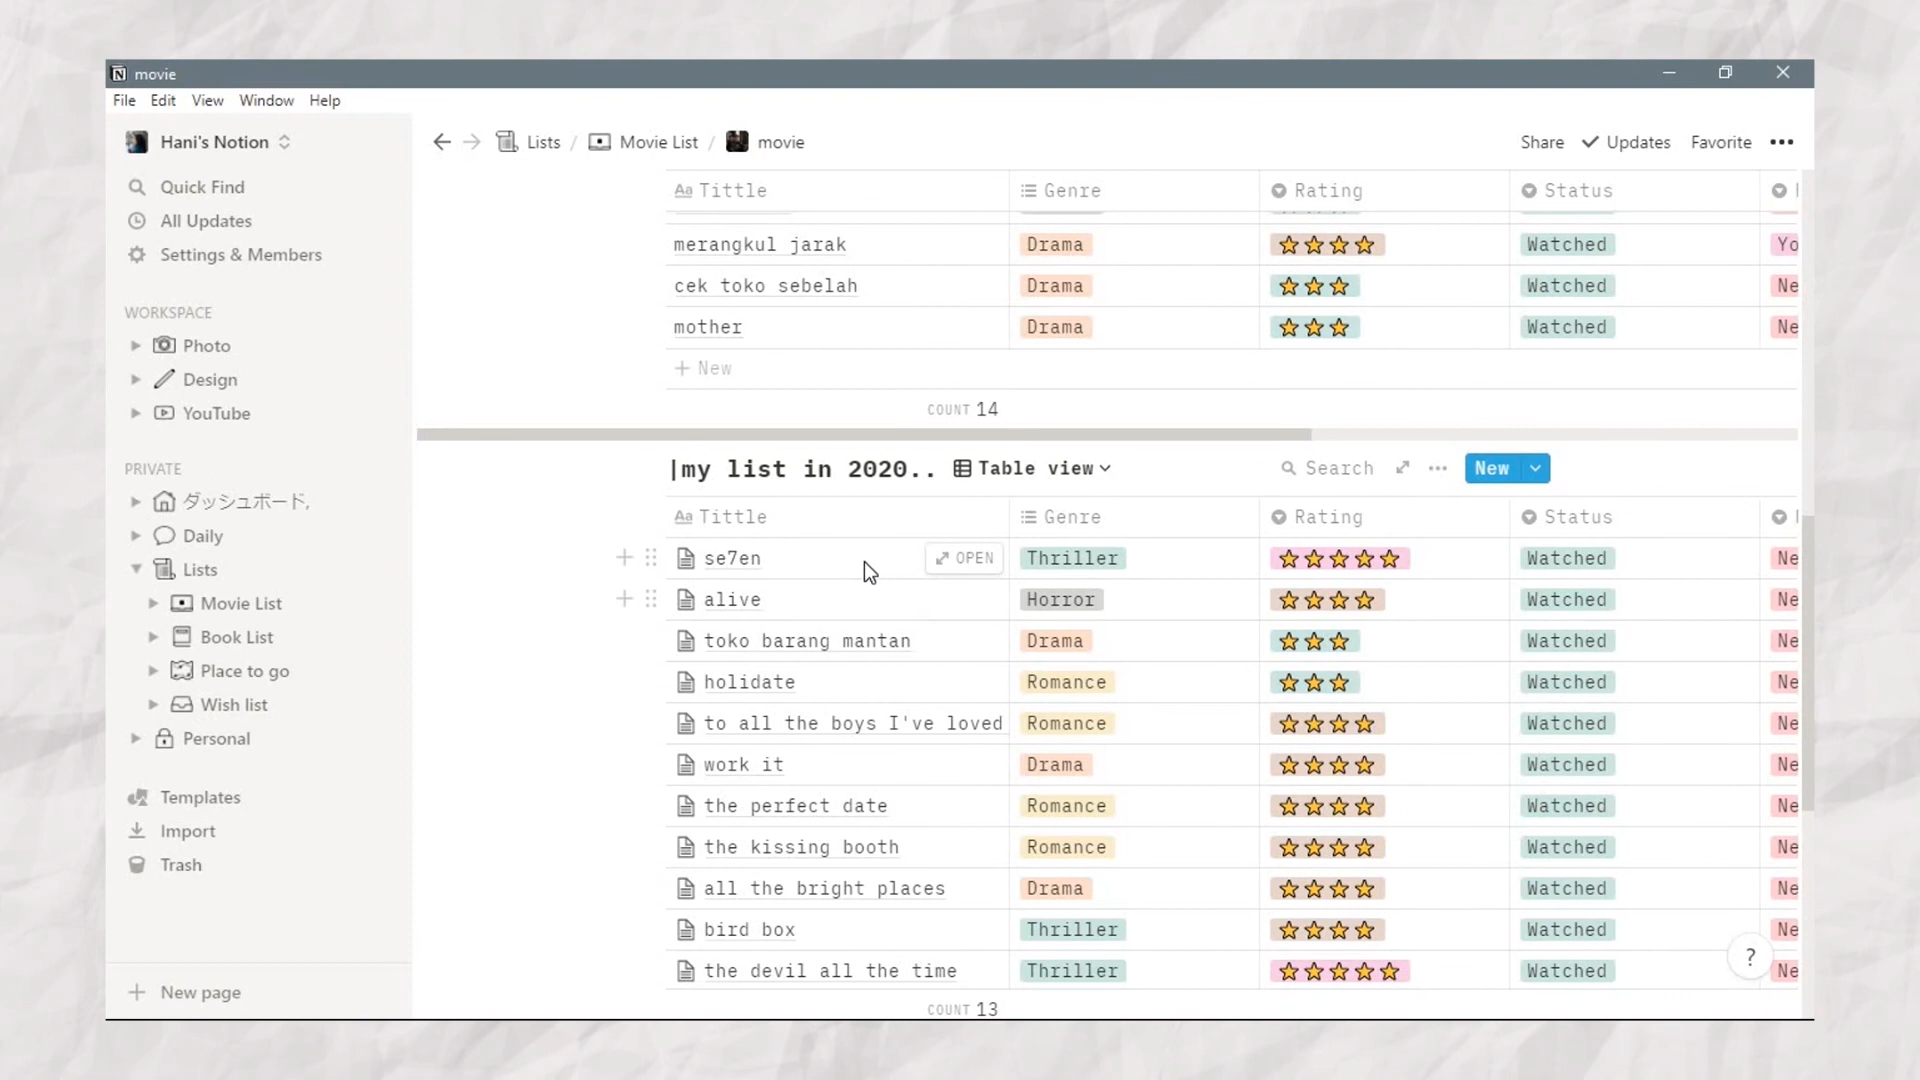 movie
File Edit View Window Help
Hani's Notion
Lists / Movie List / movie
Share Updates Favorite
Quick Find
All Updates
Settings & Members
WORKSPACE
Photo
Design
YouTube
PRIVATE
ダッシュボード,
Daily
Lists
Movie List
Book List
Place to go
Wish list
Personal
Templates
Import
Trash
New page
Aa Tittle Genre Rating Status
merangkul jarak Drama Watched Yo
cek toko sebelah Drama Watched Ne
mother Drama Watched Ne
+ New
COUNT 14
|my list in 2020.. Table view Search New
Aa Tittle Genre Rating Status
se7en OPEN Thriller Watched Ne
alive Horror Watched Ne
toko barang mantan Drama Watched Ne
holidate Romance Watched Ne
to all the boys I've loved Romance Watched Ne
work it Drama Watched Ne
the perfect date Romance Watched Ne
the kissing booth Romance Watched Ne
all the bright places Drama Watched Ne
bird box Thriller Watched Ne
the devil all the time Thriller Watched Ne
COUNT 13
?